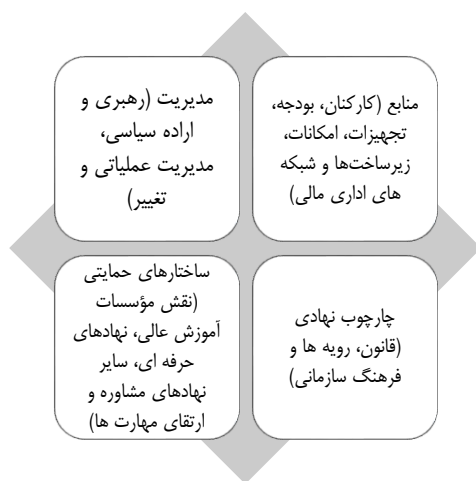 منابع (کارکنان، بودجه،
تجهیزات، امکانات،
زیرساخت‌ها و شبکه
های اداری مالی)
مدیریت (رهبری و
اراده سیاسی،
مدیریت عملیاتی و
تغییر)
چارچوب نهادی
(قانون، رویه ها و
فرهنگ سازمانی)
ساختارهای حمایتی
(نقش مؤسسات
آموزش عالی، نهادهای
حرفه ای، سایر
نهادهای مشاوره و
ارتقای مهارت ها)